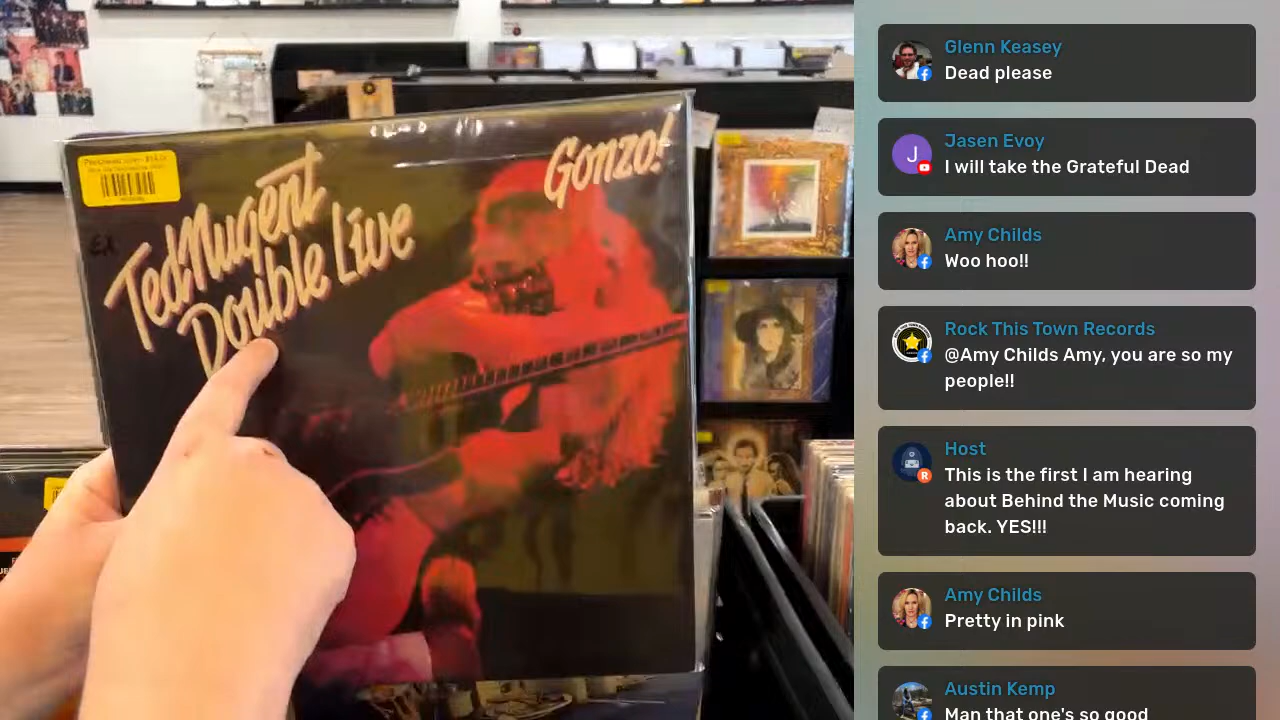 Ted Nugent
Double Live
Gonzo!
EX
Glenn Keasey
Dead please
J
Jasen Evoy
I will take the Grateful Dead
Amy Childs
Woo hoo!!
Rock This Town Records
@Amy Childs Amy, you are so my
people!!
Host
This is the first I am hearing
about Behind the Music coming
back. YES!!!
Amy Childs
Pretty in pink
Austin Kemp
Man that one's so good